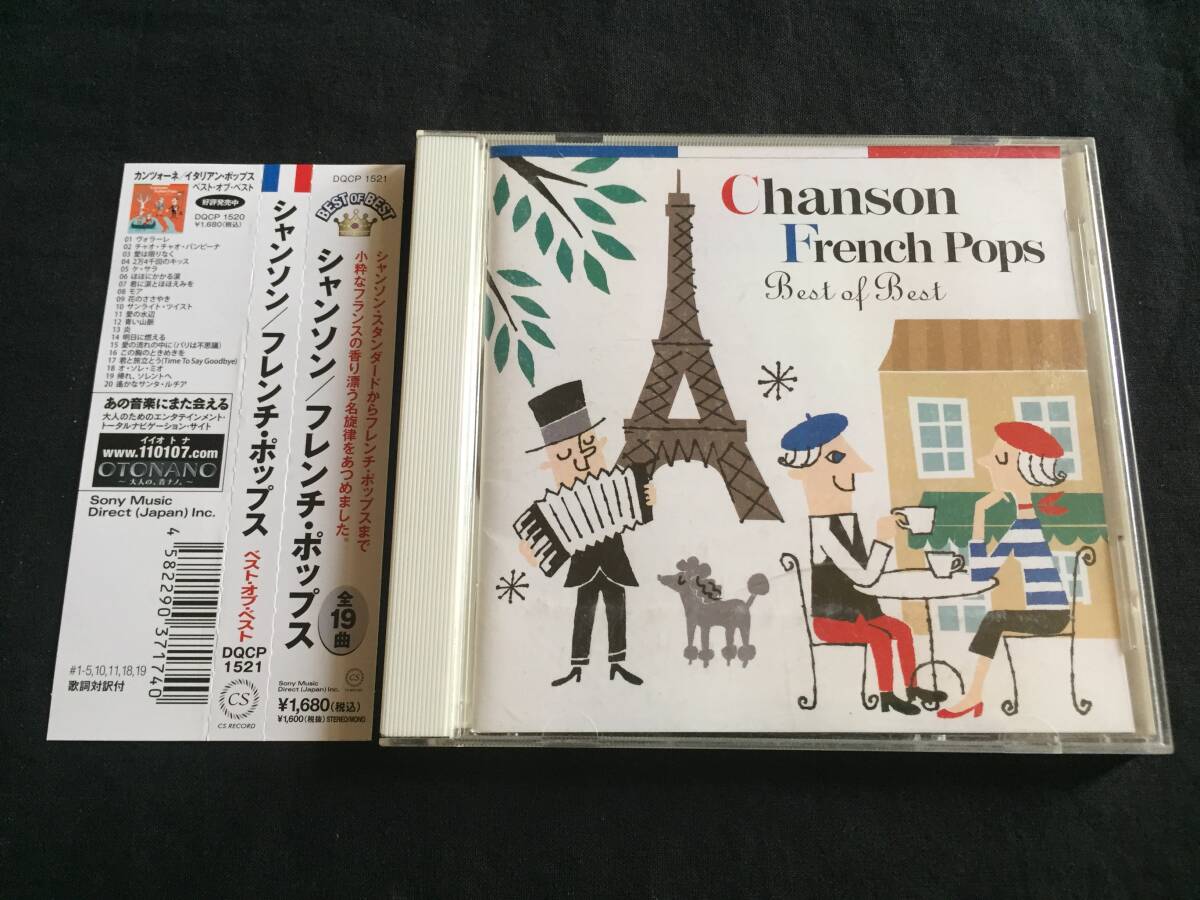 カンツォーネ/イタリアン・ポップス
ベスト・オブ・ベスト
好評発売中
DQCP 1520
¥1,680(税込)
01 ヴォラーレ
02 チャオ・チャオ・バンビーナ
03 愛は限りなく
04 2万4千回のキッス
05 ケ・サラ
06 ほほにかかる涙
07 君に涙とほほえみを
08 モア
09 花のささやき
10 サンライト・ツイスト
11 愛の水辺
12 青い山脈
13 炎
14 明日に燃える
15 愛の流れの中に(パリは不思議)
16 この胸のときめきを
17 君と旅立とう(Time To Say Goodbye)
18 オ・ソレ・ミオ
19 帰れ、ソレントへ
20 遙かなサンタ・ルチア
あの音楽にまた会える
大人のためのエンタテインメント・
トータルナビゲーション・サイト
イイオトナ
www.110107.com
OTONANO
~ 大人の、音ナノ。~
Sony Music
Direct (Japan) Inc.
4 582290 371740
#1-5,10,11,18,19
歌詞対訳付
シャンソン/フレンチ・ポップス
ベスト・オブ・ベスト
DQCP
1521
CS
CS RECORD
DQCP 1521
BEST OF BEST
シャンソン・スタンダードからフレンチ・ポップスまで
小粋なフランスの香り漂う名旋律をあつめました。
シャンソン/フレンチ・ポップス
全
19
曲
Sony Music
Direct (Japan) Inc.
CS
¥1,680(税込)
¥1,600(税抜) STEREO/MONO
Chanson
French Pops
Best of Best